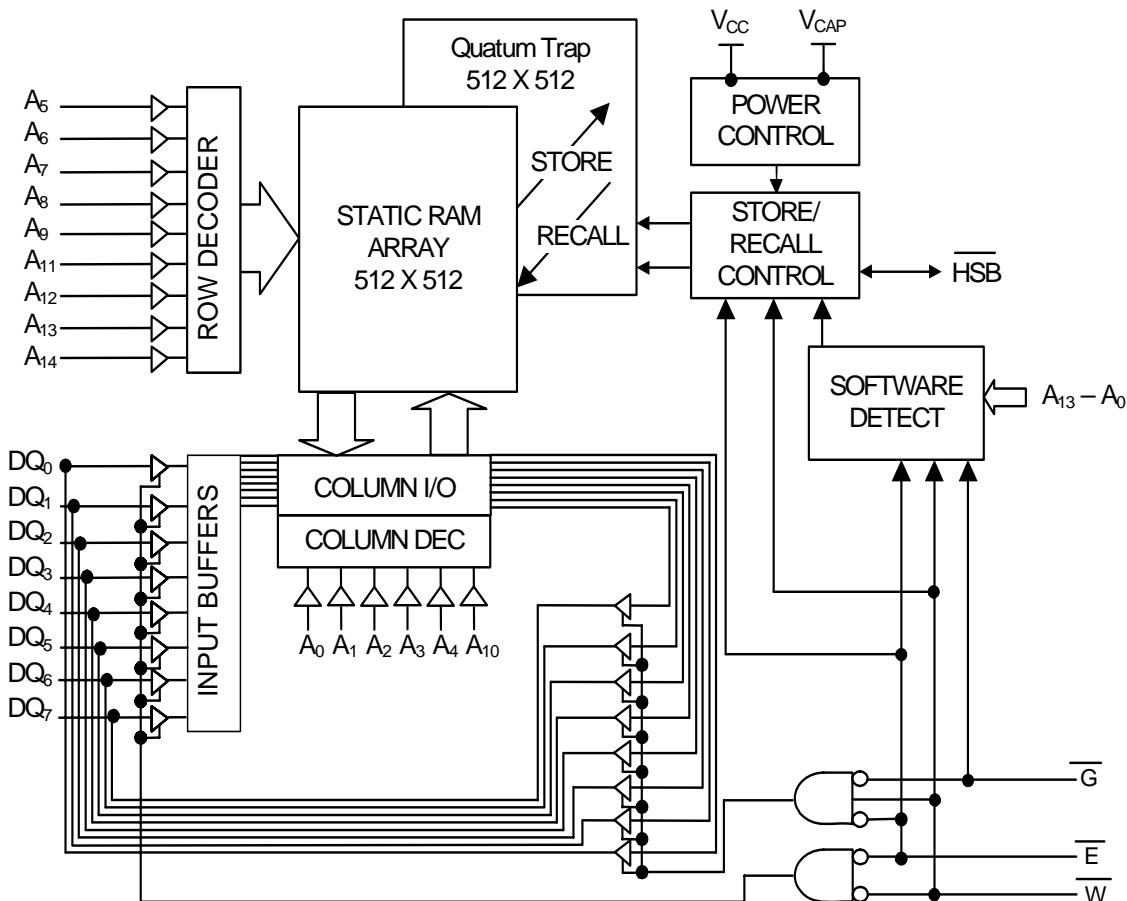 V̅CC VCAP
Quatum Trap
512 X 512
POWER
CONTROL
A5
A6
A7
A8
A9
A11
A12
A13
A14
ROW DECODER
STATIC RAM
ARRAY
512 X 512
STORE
RECALL
STORE/
RECALL
CONTROL
H̅S̅B̅
SOFTWARE
DETECT
A13 – A0
DQ0
DQ1
DQ2
DQ3
DQ4
DQ5
DQ6
DQ7
INPUT BUFFERS
COLUMN I/O
COLUMN DEC
A0 A1 A2 A3 A4 A10
G̅
E̅
W̅